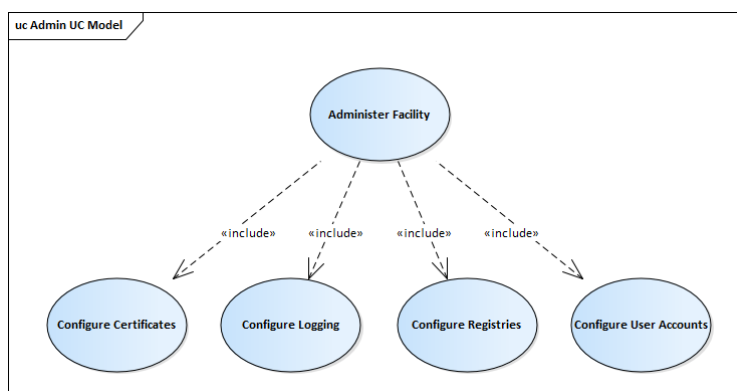 uc Admin UC Model
Administer Facility
«include»
«include»
«include»
«include»
Configure Certificates
Configure Logging
Configure Registries
Configure User Accounts